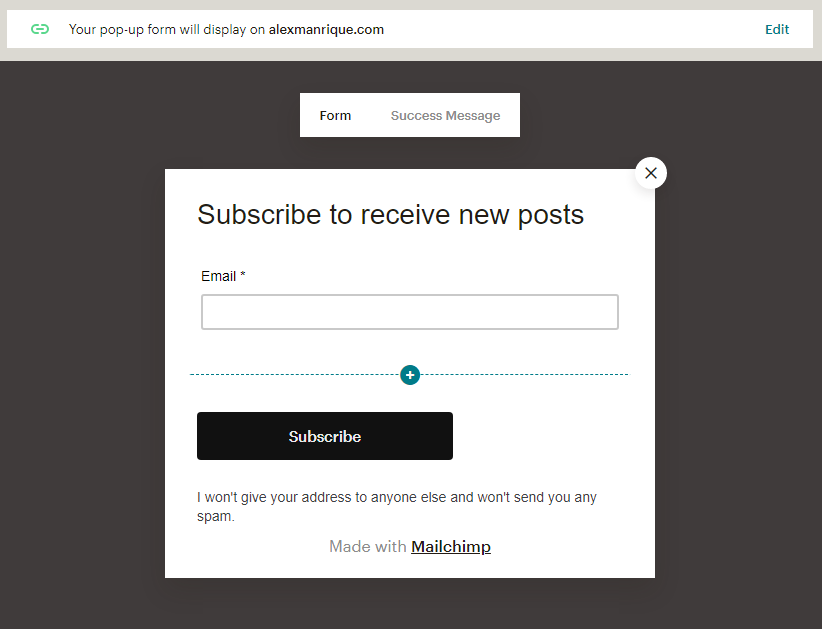 Your pop-up form will display on alexmanrique.com Edit
Form Success Message
Subscribe to receive new posts
Email *
Subscribe
I won't give your address to anyone else and won't send you any
spam.
Made with Mailchimp